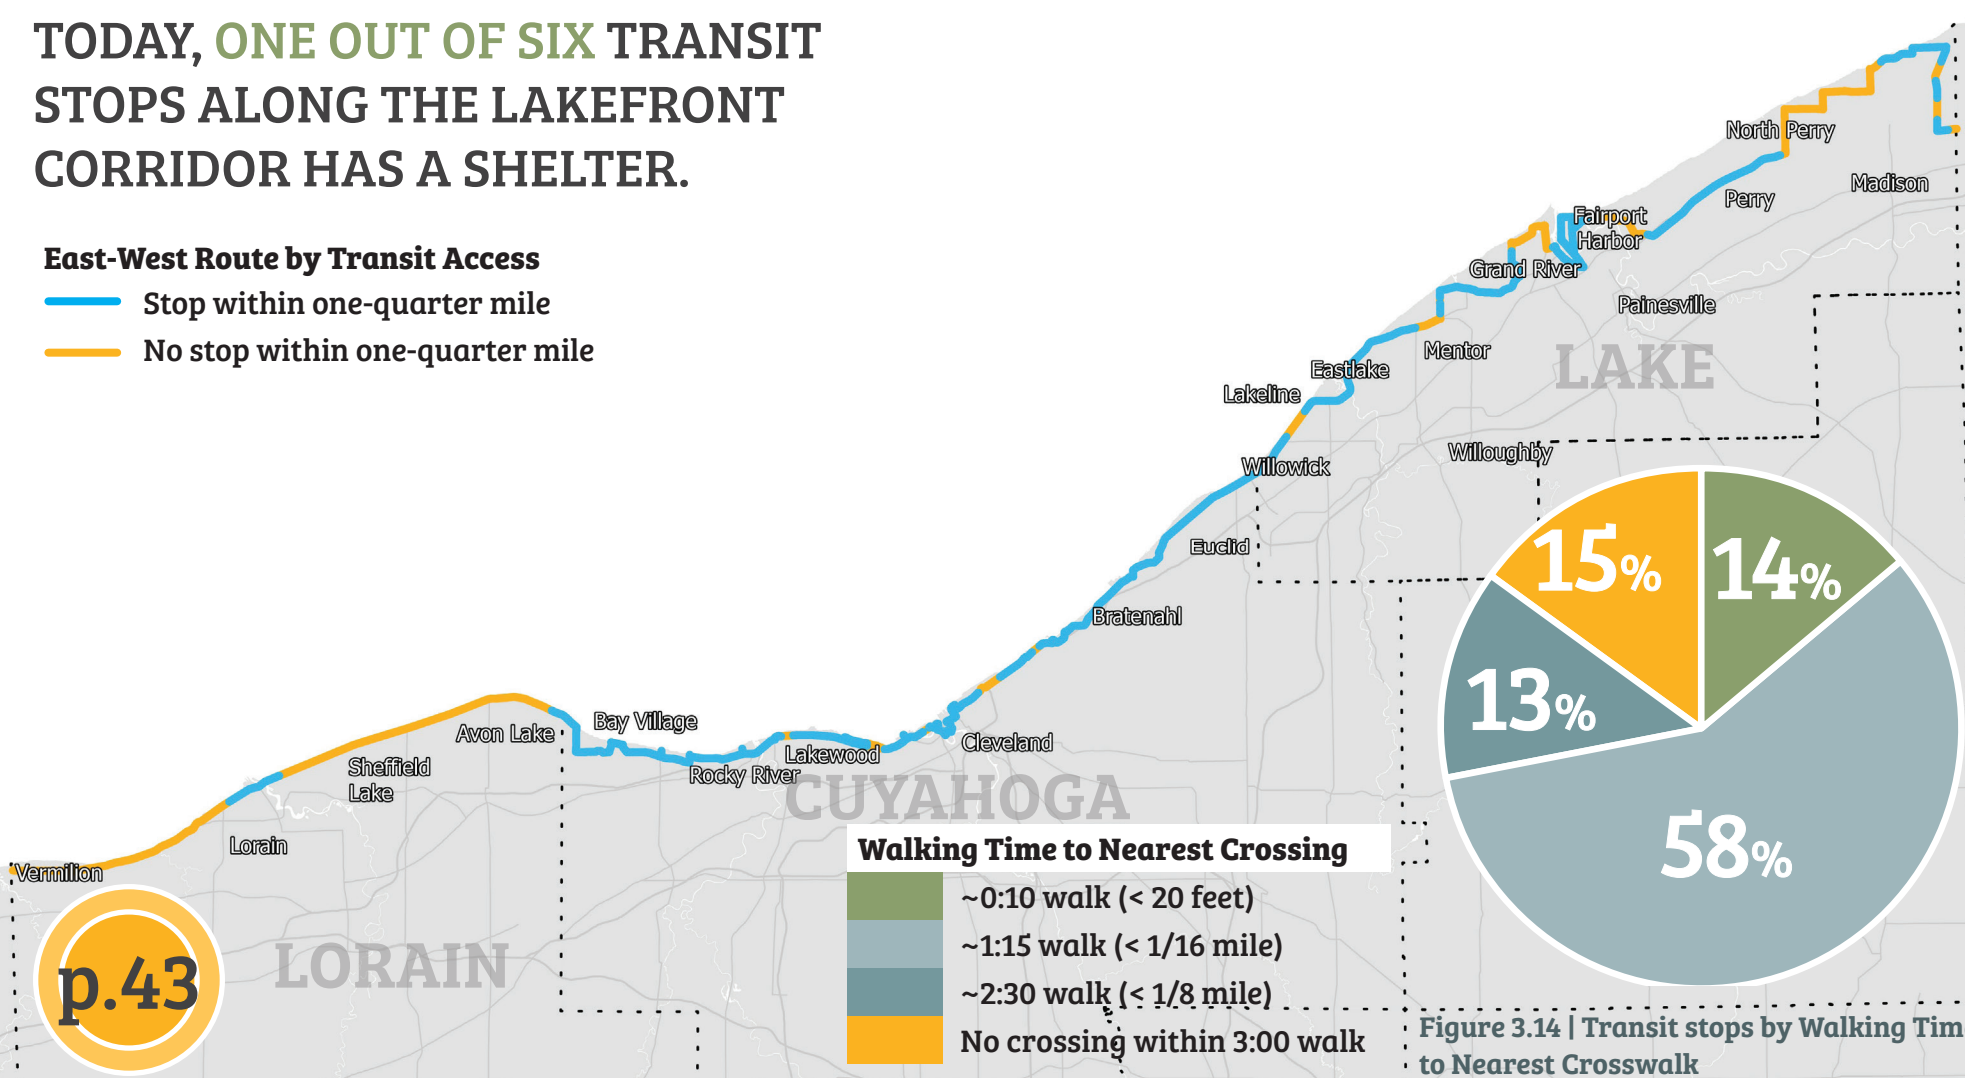 TODAY, ONE OUT OF SIX TRANSIT
STOPS ALONG THE LAKEFRONT
CORRIDOR HAS A SHELTER.
East-West Route by Transit Access
Stop within one-quarter mile
No stop within one-quarter mile
North Perry
Madison
Perry
Fairport
Harbor
Grand River
Painesville
Mentor
LAKE
Eastlake
Lakeline
Willoughby
Willowick
Euclid
Bratenahl
Bay Village
Avon Lake
Cleveland
Lakewood
Rocky River
Sheffield
Lake
CUYAHOGA
Lorain
Vermilion
LORAIN
p.43
15%
14%
13%
58%
Walking Time to Nearest Crossing
~0:10 walk (< 20 feet)
~1:15 walk (< 1/16 mile)
~2:30 walk (< 1/8 mile)
No crossing within 3:00 walk
Figure 3.14 | Transit stops by Walking Tim
to Nearest Crosswalk